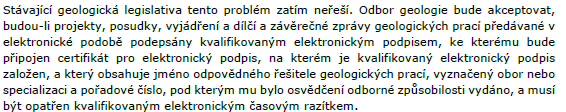 Stávající geologická legislativa tento problém zatím neřeší. Odbor geologie bude akceptovat,
budou-li projekty, posudky, vyjádření a dílčí a závěrečné zprávy geologických prací předávané v
elektronické podobě podepsány kvalifikovaným elektronickým podpisem, ke kterému bude
připojen certifikát pro elektronický podpis, na kterém je kvalifikovaný elektronický podpis
založen, a který obsahuje jméno odpovědného řešitele geologických prací, vyznačený obor nebo
specializaci a pořadové číslo, pod kterým mu bylo osvědčení odborné způsobilosti vydáno, a musí
být opatřen kvalifikovaným elektronickým časovým razítkem.